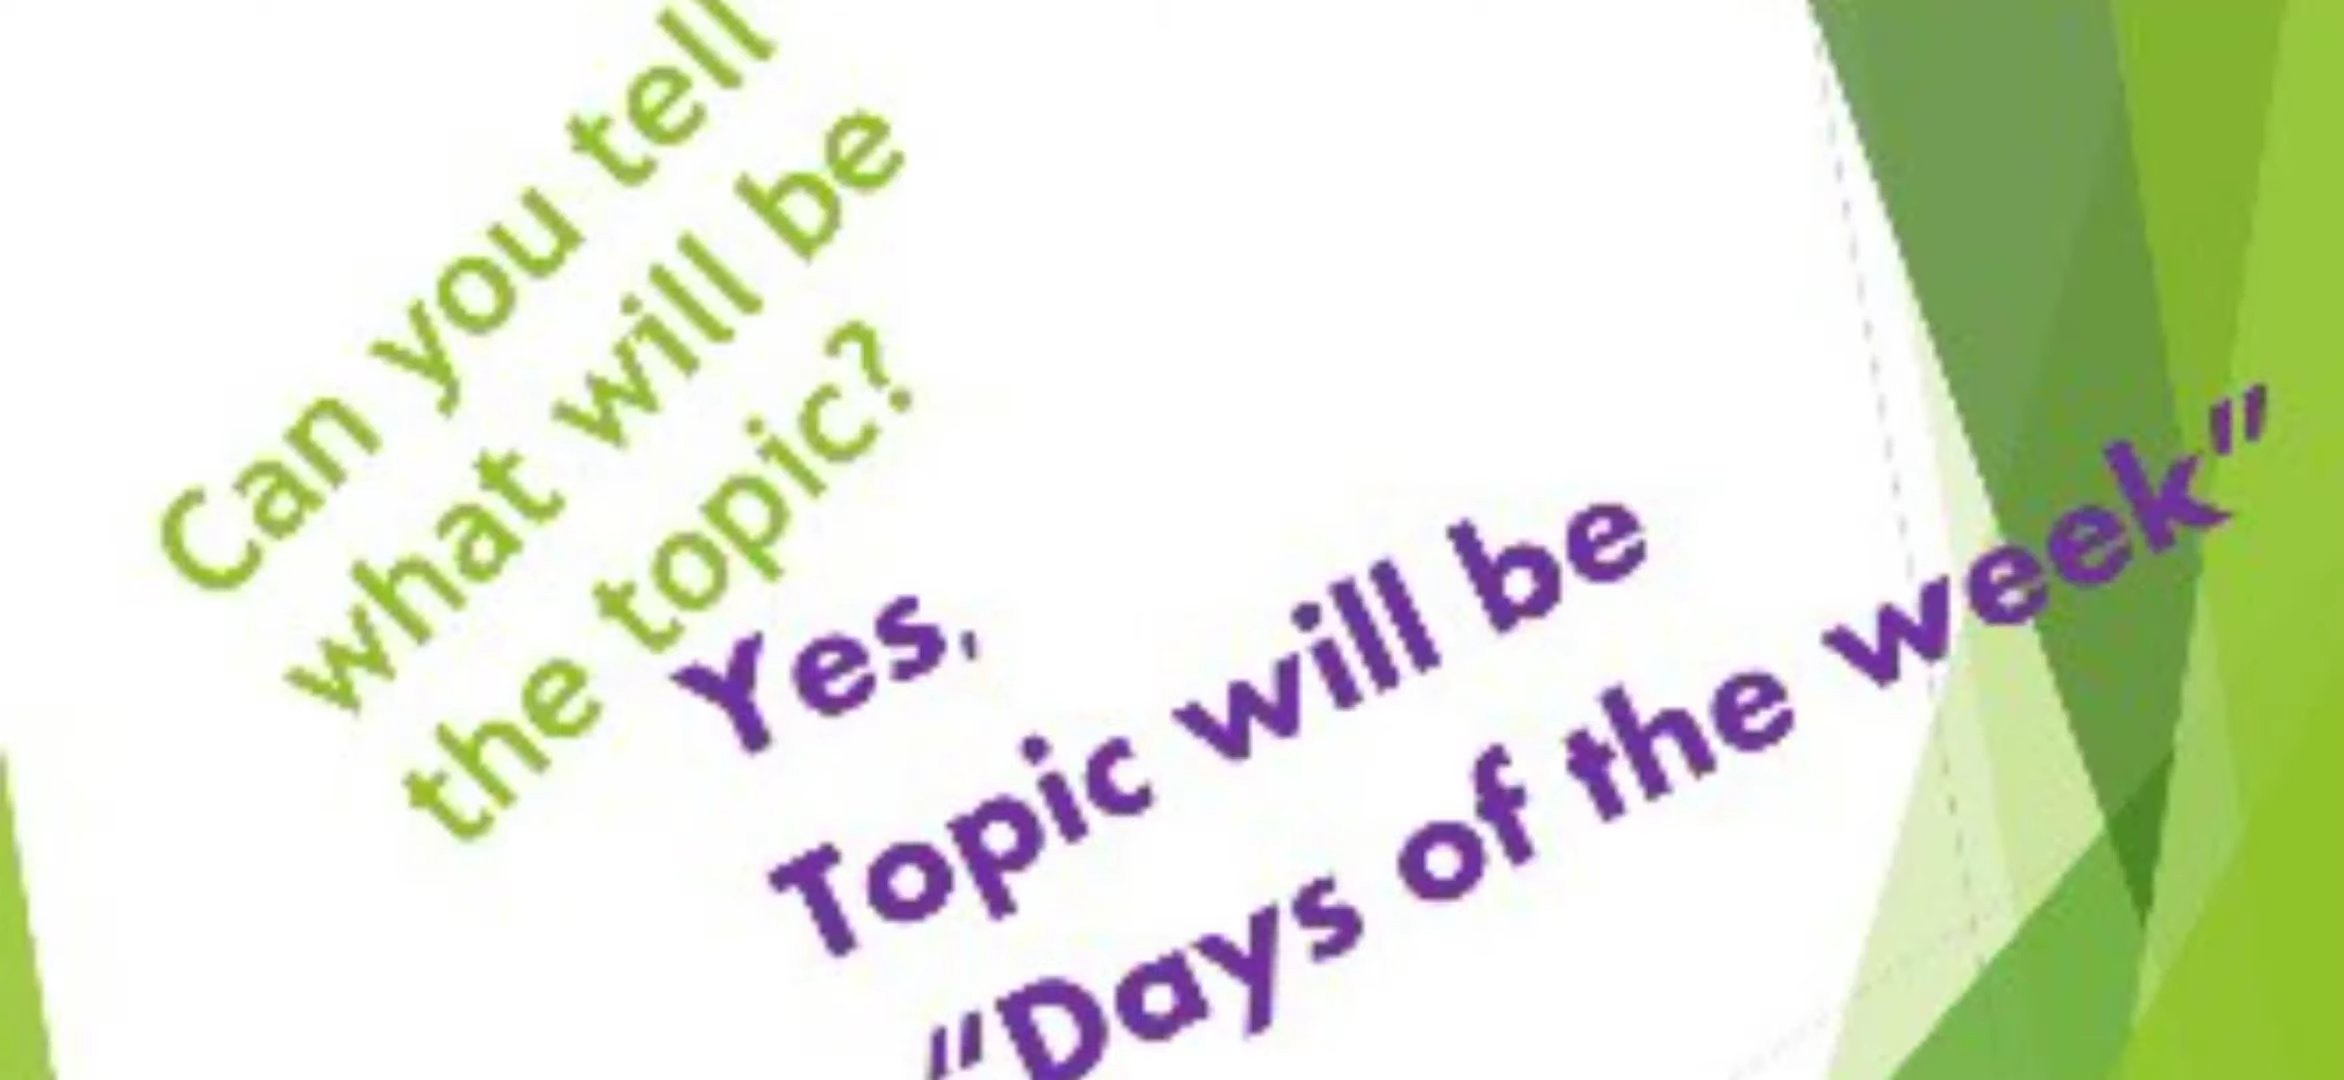 Can you tell
what will be
the topic?
Yes,
Topic will be
"Days of the week"